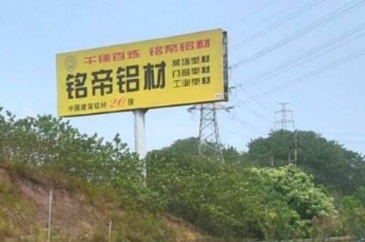 千锤百炼 铭帝铝材
铭帝铝材
幕墙型材
门窗型材
工业型材
中国建筑铝材20强